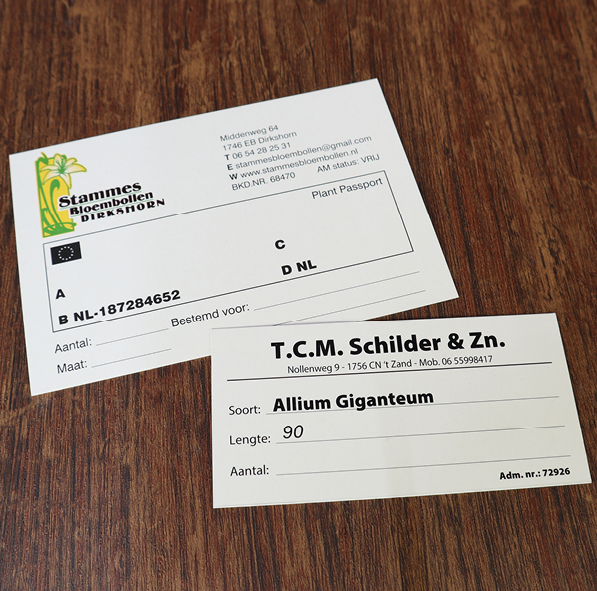 Stammes
Bloembollen
DIRKSHORN
Middenweg 64
1746 EB Dirkshorn
T 06 54 28 25 31
E stammesbloembollen@gmail.com
W www.stammesbloembollen.nl
BKD.NR. 68470 AM status: VRIJ
Plant Passport
A
C
B NL-187284652
D NL
Aantal:
Bestemd voor:
Maat:
T.C.M. Schilder & Zn.
Nollenweg 9 - 1756 CN 't Zand - Mob. 06 55998417
Soort: Allium Giganteum
Lengte: 90
Aantal:
Adm. nr.: 72926